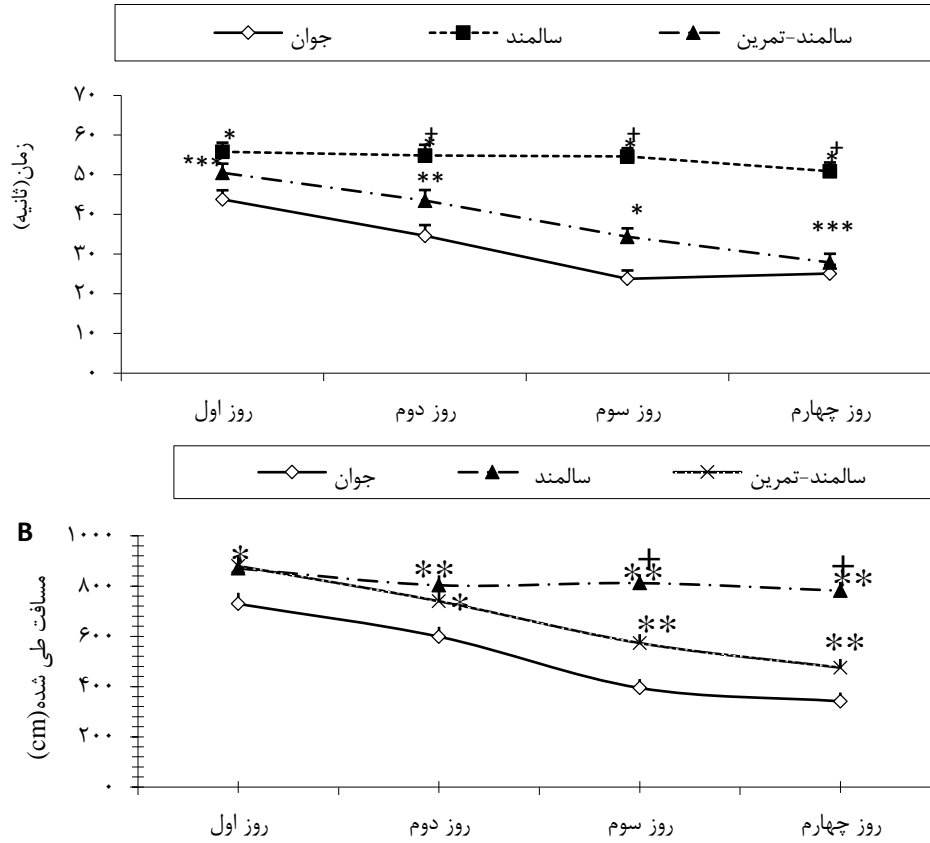 جوان سالمند سالمند-تمرین
زمان(ثانیه)
۷۰
۶۰
۵۰
۴۰
۳۰
۲۰
۱۰
۰
* + * + * + *
*** ** * ***
روز اول روز دوم روز سوم روز چهارم
جوان سالمند سالمند-تمرین
B
مسافت طی شده(cm)
۱۰۰۰
۸۰۰
۶۰۰
۴۰۰
۲۰۰
۰
* ** + ** + **
* ** **
روز اول روز دوم روز سوم روز چهارم